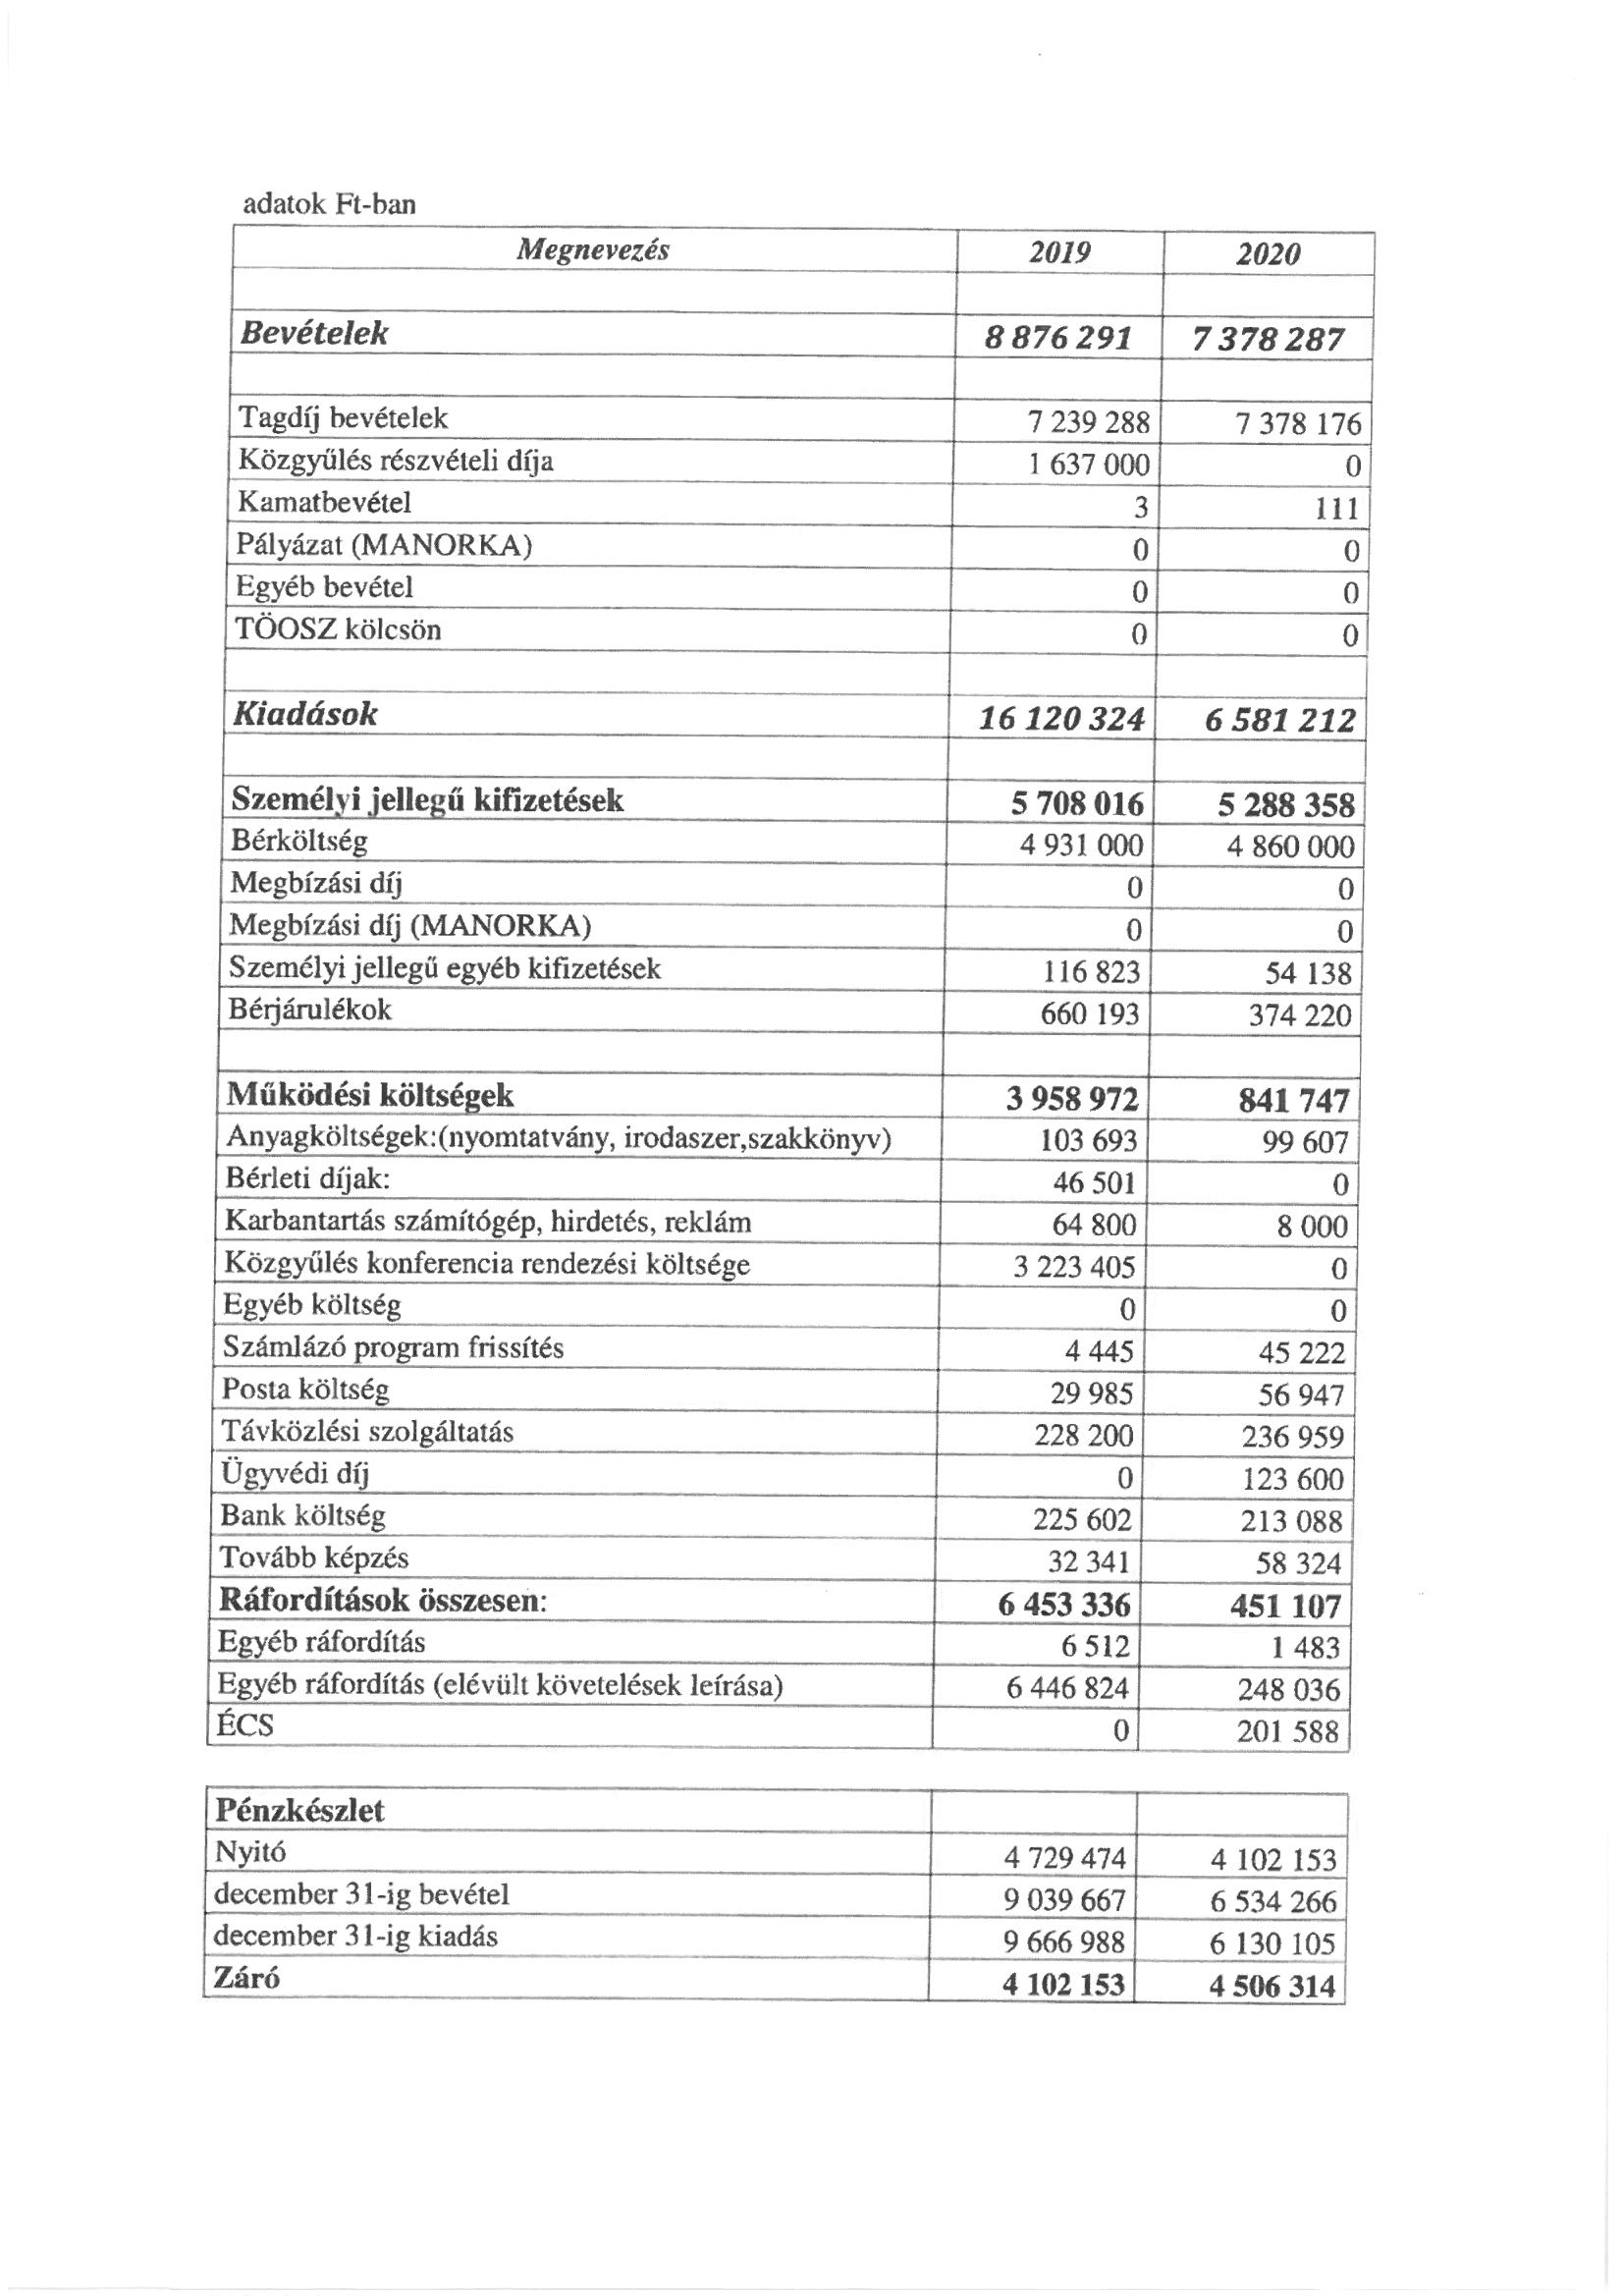 adatok Ft-ban
Megnevezés 2019 2020
Bevételek 8 876 291 7 378 287
Tagdíj bevételek 7 239 288 7 378 176
Közgyűlés részvételi díja 1 637 000 0
Kamatbevétel 3 111
Pályázat (MANORKA) 0 0
Egyéb bevétel 0 0
TÖOSZ kölcsön 0 0
Kiadások 16 120 324 6 581 212
Személyi jellegű kifizetések 5 708 016 5 288 358
Bérköltség 4 931 000 4 860 000
Megbízási díj 0 0
Megbízási díj (MANORKA) 0 0
Személyi jellegű egyéb kifizetések 116 823 54 138
Bérjárulékok 660 193 374 220
Működési költségek 3 958 972 841 747
Anyagköltségek:(nyomtatvány, irodaszer,szakkönyv) 103 693 99 607
Bérleti díjak: 46 501 0
Karbantartás számítógép, hirdetés, reklám 64 800 8 000
Közgyűlés konferencia rendezési költsége 3 223 405 0
Egyéb költség 0 0
Számlázó program frissítés 4 445 45 222
Posta költség 29 985 56 947
Távközlési szolgáltatás 228 200 236 959
Ügyvédi díj 0 123 600
Bank költség 225 602 213 088
Tovább képzés 32 341 58 324
Ráfordítások összesen: 6 453 336 451 107
Egyéb ráfordítás 6 512 1 483
Egyéb ráfordítás (elévült követelések leírása) 6 446 824 248 036
ÉCS 0 201 588
Pénzkészlet
Nyitó 4 729 474 4 102 153
december 31-ig bevétel 9 039 667 6 534 266
december 31-ig kiadás 9 666 988 6 130 105
Záró 4 102 153 4 506 314